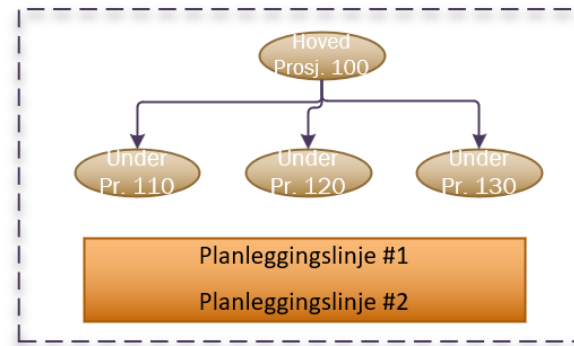 Hoved
Prosj. 100
Under
Pr. 110
Under
Pr. 120
Under
Pr. 130
Planleggingslinje #1
Planleggingslinje #2